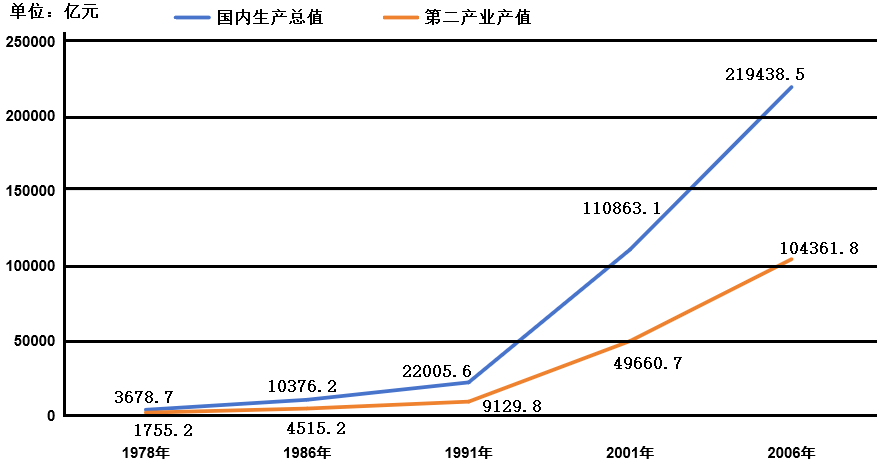 单位：亿元
国内生产总值
第二产业产值
250000
200000
150000
100000
50000
0
219438.5
110863.1
104361.8
49660.7
22005.6
10376.2
3678.7
9129.8
4515.2
1755.2
1978年
1986年
1991年
2001年
2006年